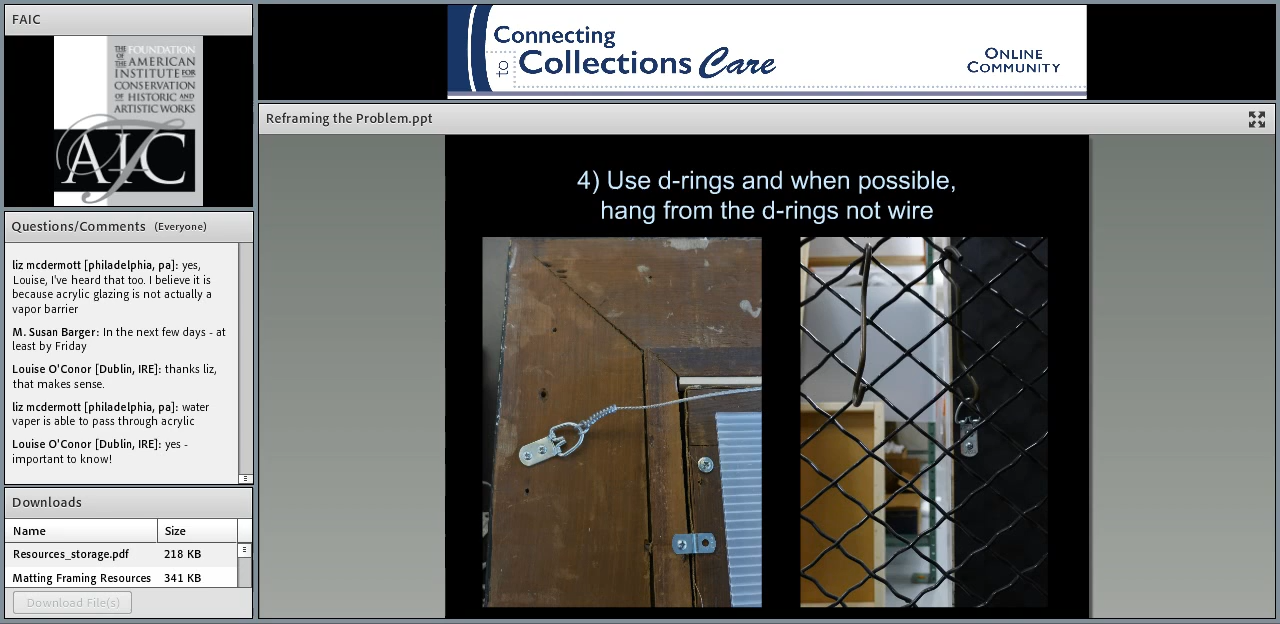 FAIC
THE FOUNDATION
OF THE AMERICAN
INSTITUTE FOR
CONSERVATION
OF HISTORIC AND
ARTISTIC WORKS
FAIC
Questions/Comments (Everyone)
liz mcdermott [philadelphia, pa]: yes,
Louise, I've heard that too. I believe it is
because acrylic glazing is not actually a
vapor barrier
M. Susan Barger: In the next few days - at
least by Friday
Louise O'Conor [Dublin, IRE]: thanks liz,
that makes sense.
liz mcdermott [philadelphia, pa]: water
vaper is able to pass through acrylic
Louise O'Conor [Dublin, IRE]: yes -
important to know!
Downloads
Name Size
Resources_storage.pdf 218 KB
Matting Framing Resources 341 KB
Download File(s)
Connecting
to Collections Care
ONLINE
COMMUNITY
Reframing the Problem.ppt
4) Use d-rings and when possible,
hang from the d-rings not wire